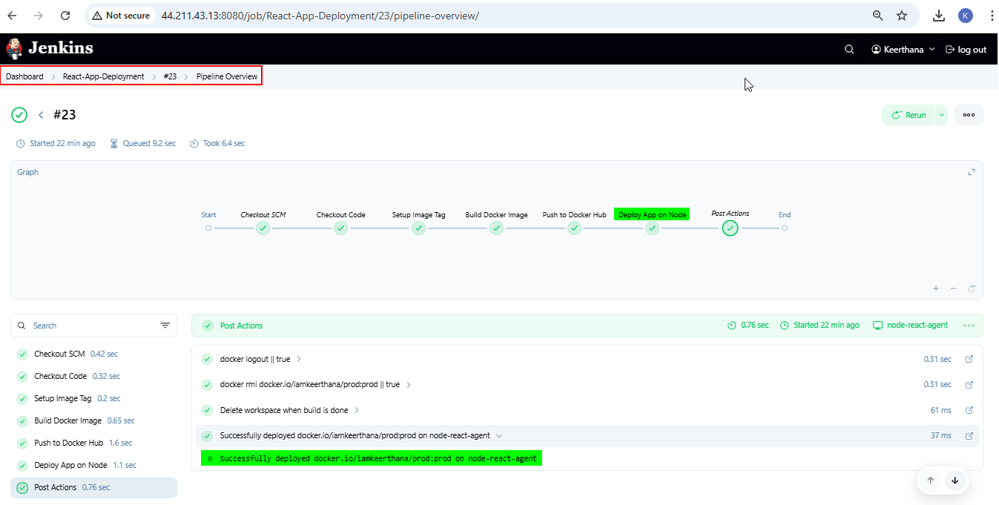 Not secure 44.211.43.13:8080/job/React-App-Deployment/23/pipeline-overview/ K
Jenkins Keerthana log out
Dashboard > React-App-Deployment > #23 > Pipeline Overview
#23 Rerun
Started 22 min ago Queued 9.2 sec Took 6.4 sec
Graph
Start Checkout SCM Checkout Code Setup Image Tag Build Docker Image Push to Docker Hub Deploy App on Node Post Actions End
Search
Checkout SCM 0.42 sec
Checkout Code 0.32 sec
Setup Image Tag 0.2 sec
Build Docker Image 0.65 sec
Push to Docker Hub 1.6 sec
Deploy App on Node 1.1 sec
Post Actions 0.76 sec
Post Actions 0.76 sec Started 22 min ago node-react-agent
docker logout || true 0.31 sec
docker rmi docker.io/iamkeerthana/prod:prod || true 0.31 sec
Delete workspace when build is done 61 ms
Successfully deployed docker.io/iamkeerthana/prod:prod on node-react-agent 37 ms
0 Successfully deployed docker.io/iamkeerthana/prod:prod on node-react-agent